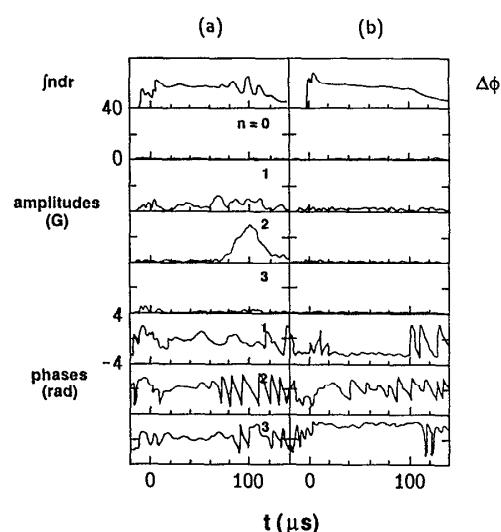 (a) (b)
∫ndr Δϕ
40
n = 0
0
1
amplitudes
(G)
2
3
4
1
-4
phases
(rad)
2
3
0 100 0 100
t (μs)